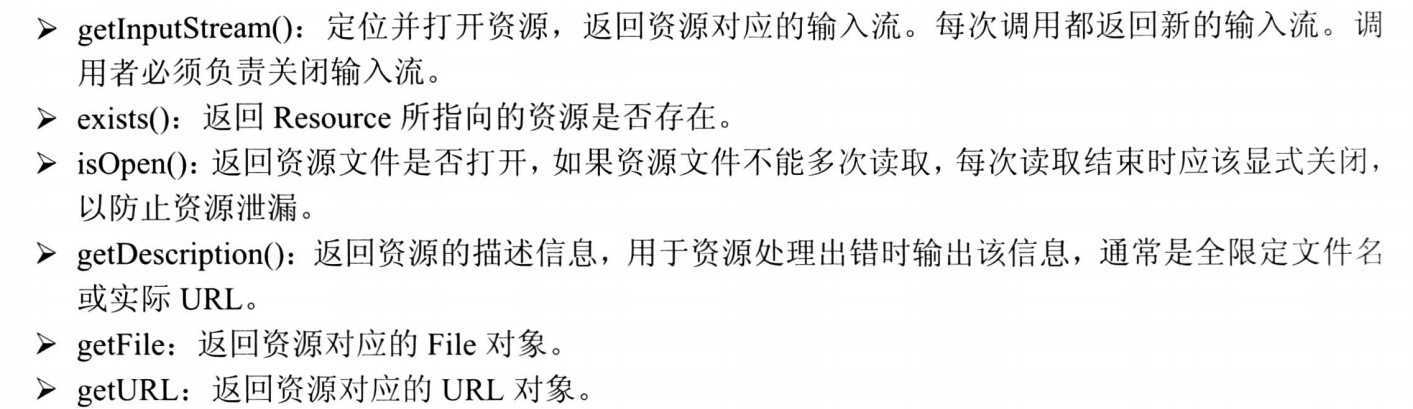 ➢ getInputStream()：定位并打开资源，返回资源对应的输入流。每次调用都返回新的输入流。调
用者必须负责关闭输入流。
➢ exists()：返回 Resource 所指向的资源是否存在。
➢ isOpen()：返回资源文件是否打开，如果资源文件不能多次读取，每次读取结束时应该显式关闭，
以防止资源泄漏。
➢ getDescription()：返回资源的描述信息，用于资源处理出错时输出该信息，通常是全限定文件名
或实际 URL。
➢ getFile：返回资源对应的 File 对象。
➢ getURL：返回资源对应的 URL 对象。